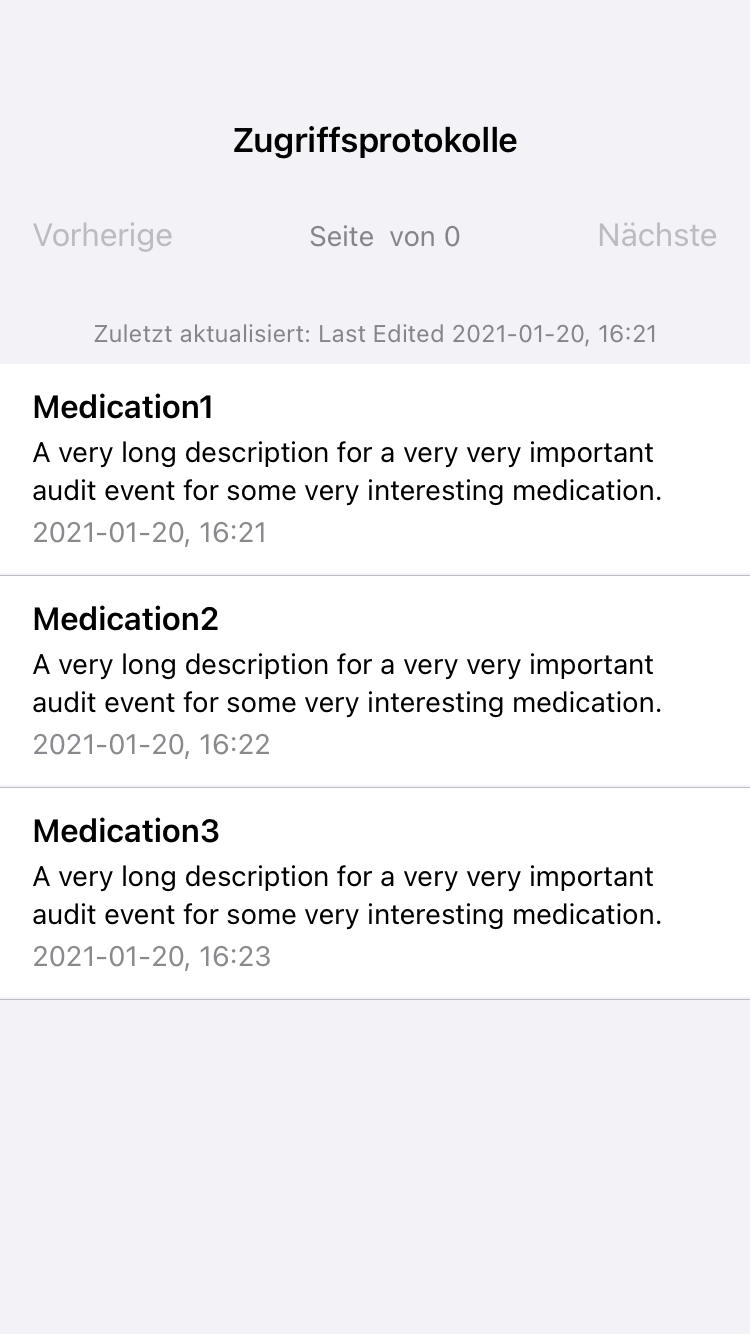 Zugriffsprotokolle
Vorherige Seite  von 0 Nächste
Zuletzt aktualisiert: Last Edited 2021-01-20, 16:21
Medication1
A very long description for a very very important
audit event for some very interesting medication.
2021-01-20, 16:21
Medication2
A very long description for a very very important
audit event for some very interesting medication.
2021-01-20, 16:22
Medication3
A very long description for a very very important
audit event for some very interesting medication.
2021-01-20, 16:23